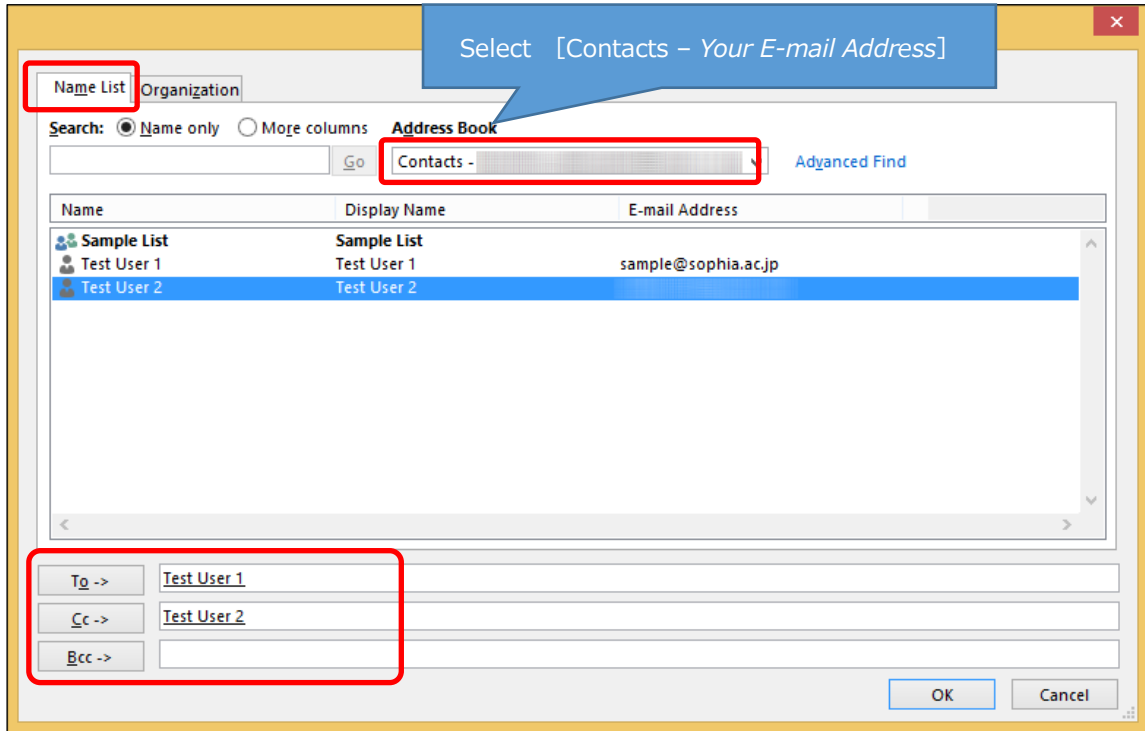 Select [Contacts – Your E-mail Address]
Name List Organization
Search: Name only More columns Address Book
Go Contacts - Advanced Find
Name Display Name E-mail Address
Sample List Sample List
Test User 1 Test User 1 sample@sophia.ac.jp
Test User 2 Test User 2
To -> Test User 1
Cc -> Test User 2
Bcc ->
OK Cancel